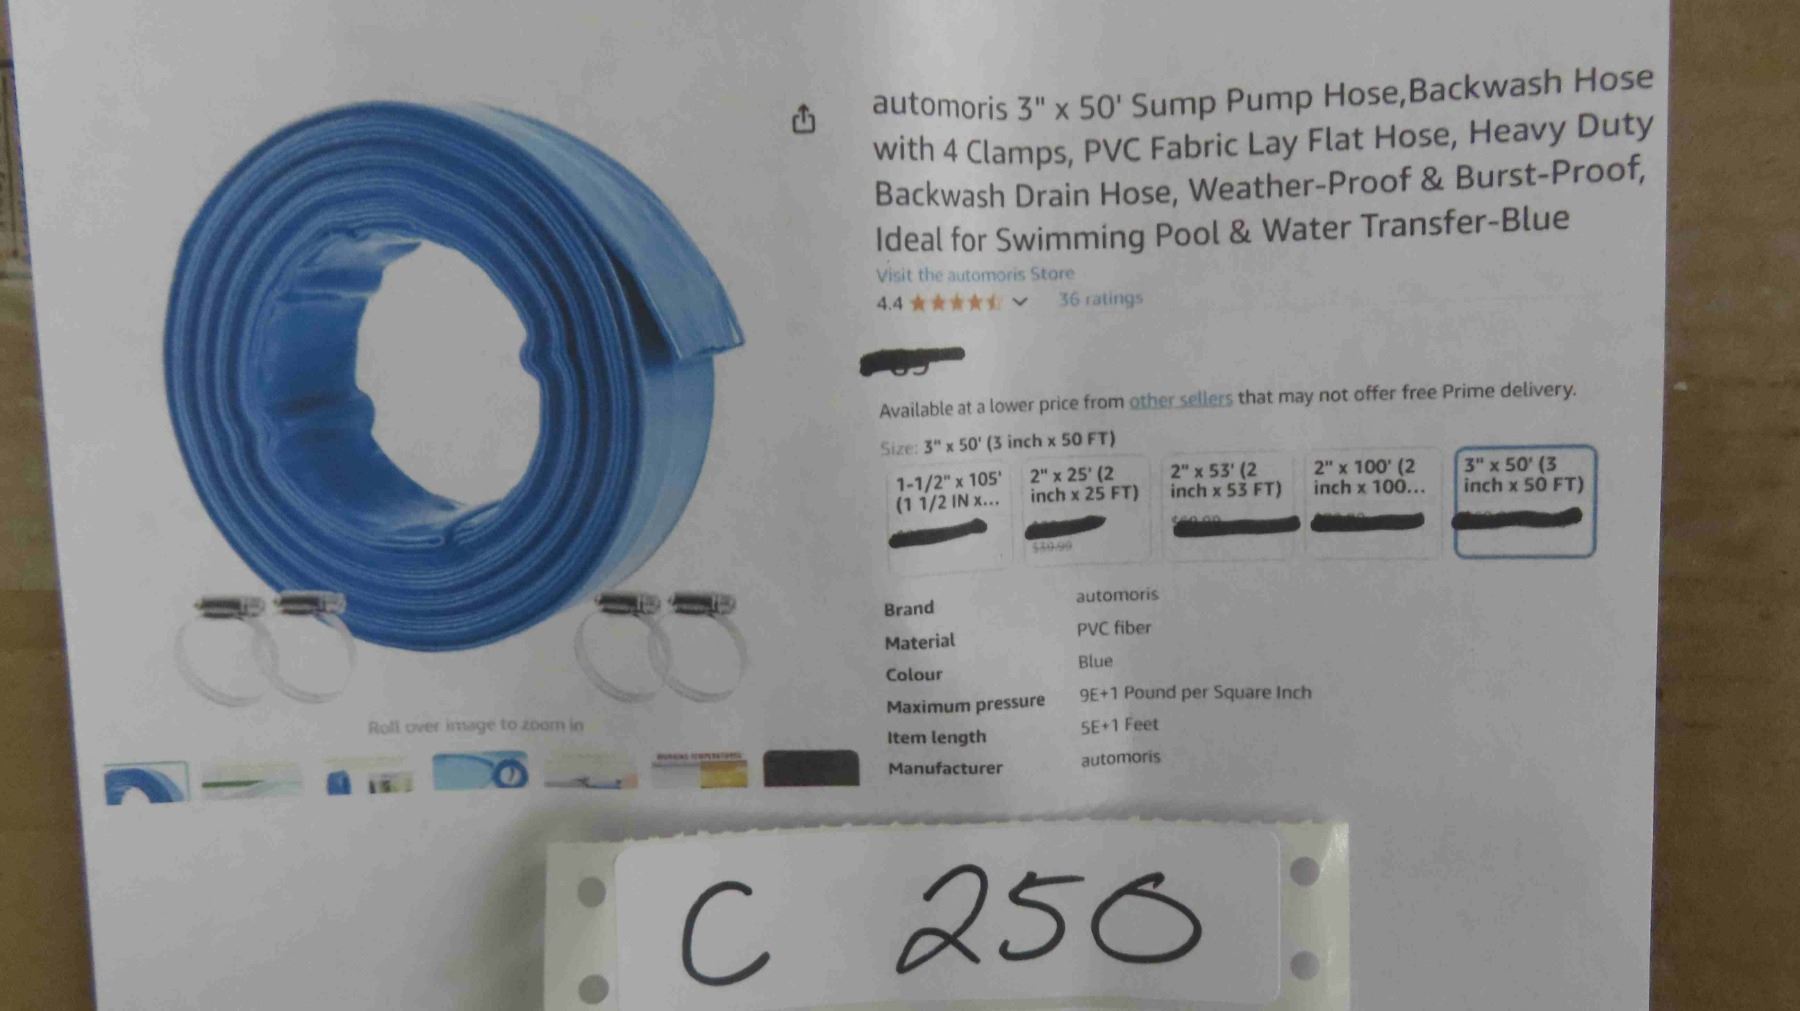 automoris 3" x 50' Sump Pump Hose,Backwash Hose
with 4 Clamps, PVC Fabric Lay Flat Hose, Heavy Duty
Backwash Drain Hose, Weather-Proof & Burst-Proof,
Ideal for Swimming Pool & Water Transfer-Blue
Visit the automoris Store
4.4 36 ratings
Available at a lower price from other sellers that may not offer free Prime delivery.
Size: 3" x 50' (3 inch x 50 FT)
1-1/2" x 105'
(1 1/2 IN x...
2" x 25' (2
inch x 25 FT)
$39.99
2" x 53' (2
inch x 53 FT)
2" x 100' (2
inch x 100...
3" x 50' (3
inch x 50 FT)
Brand automoris
Material PVC fiber
Colour Blue
Maximum pressure 9E+1 Pound per Square Inch
Item length 5E+1 Feet
Manufacturer automoris
Roll over image to zoom in
WORKING TEMPERATURES
C 250